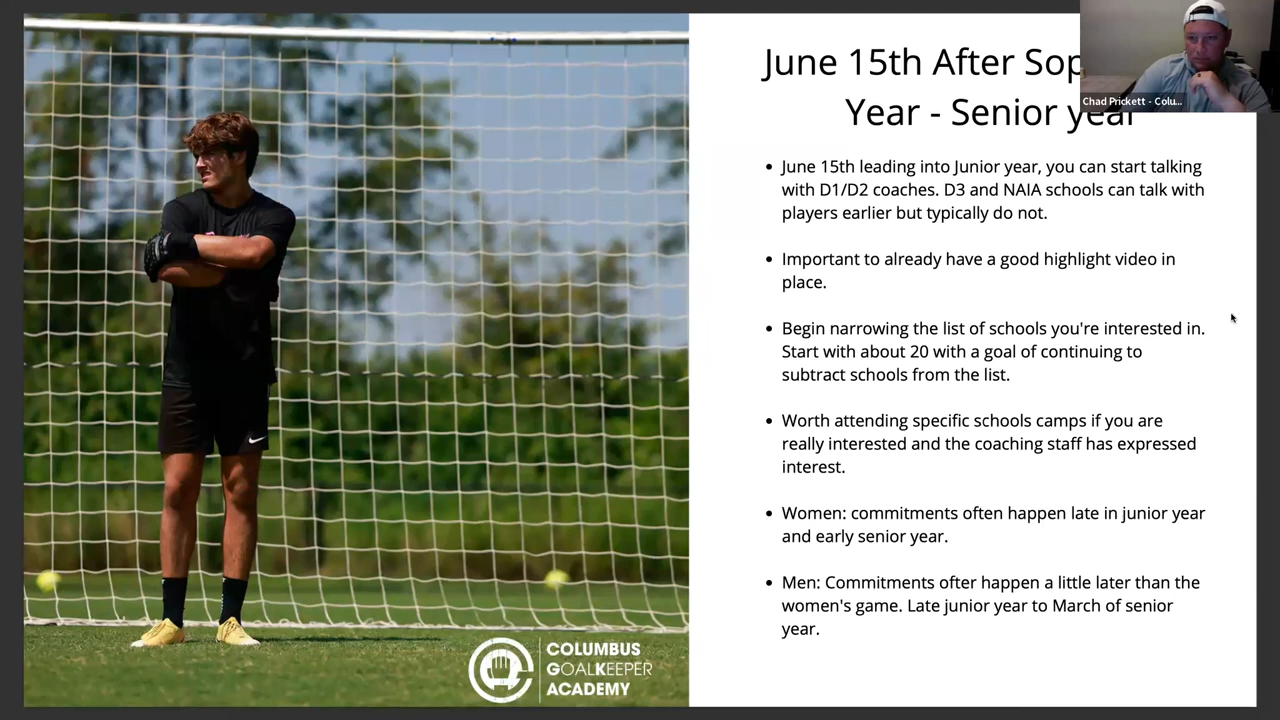 June 15th After
Year - Senior year
Chad Prickett - Colu...
• June 15th leading into Junior year, you can start talking
with D1/D2 coaches. D3 and NAIA schools can talk with
players earlier but typically do not.
• Important to already have a good highlight video in
place.
• Begin narrowing the list of schools you're interested in.
Start with about 20 with a goal of continuing to
subtract schools from the list.
• Worth attending specific schools camps if you are
really interested and the coaching staff has expressed
interest.
• Women: commitments often happen late in junior year
and early senior year.
• Men: Commitments ofter happen a little later than the
women's game. Late junior year to March of senior
year.
COLUMBUS
GOALKEEPER
ACADEMY